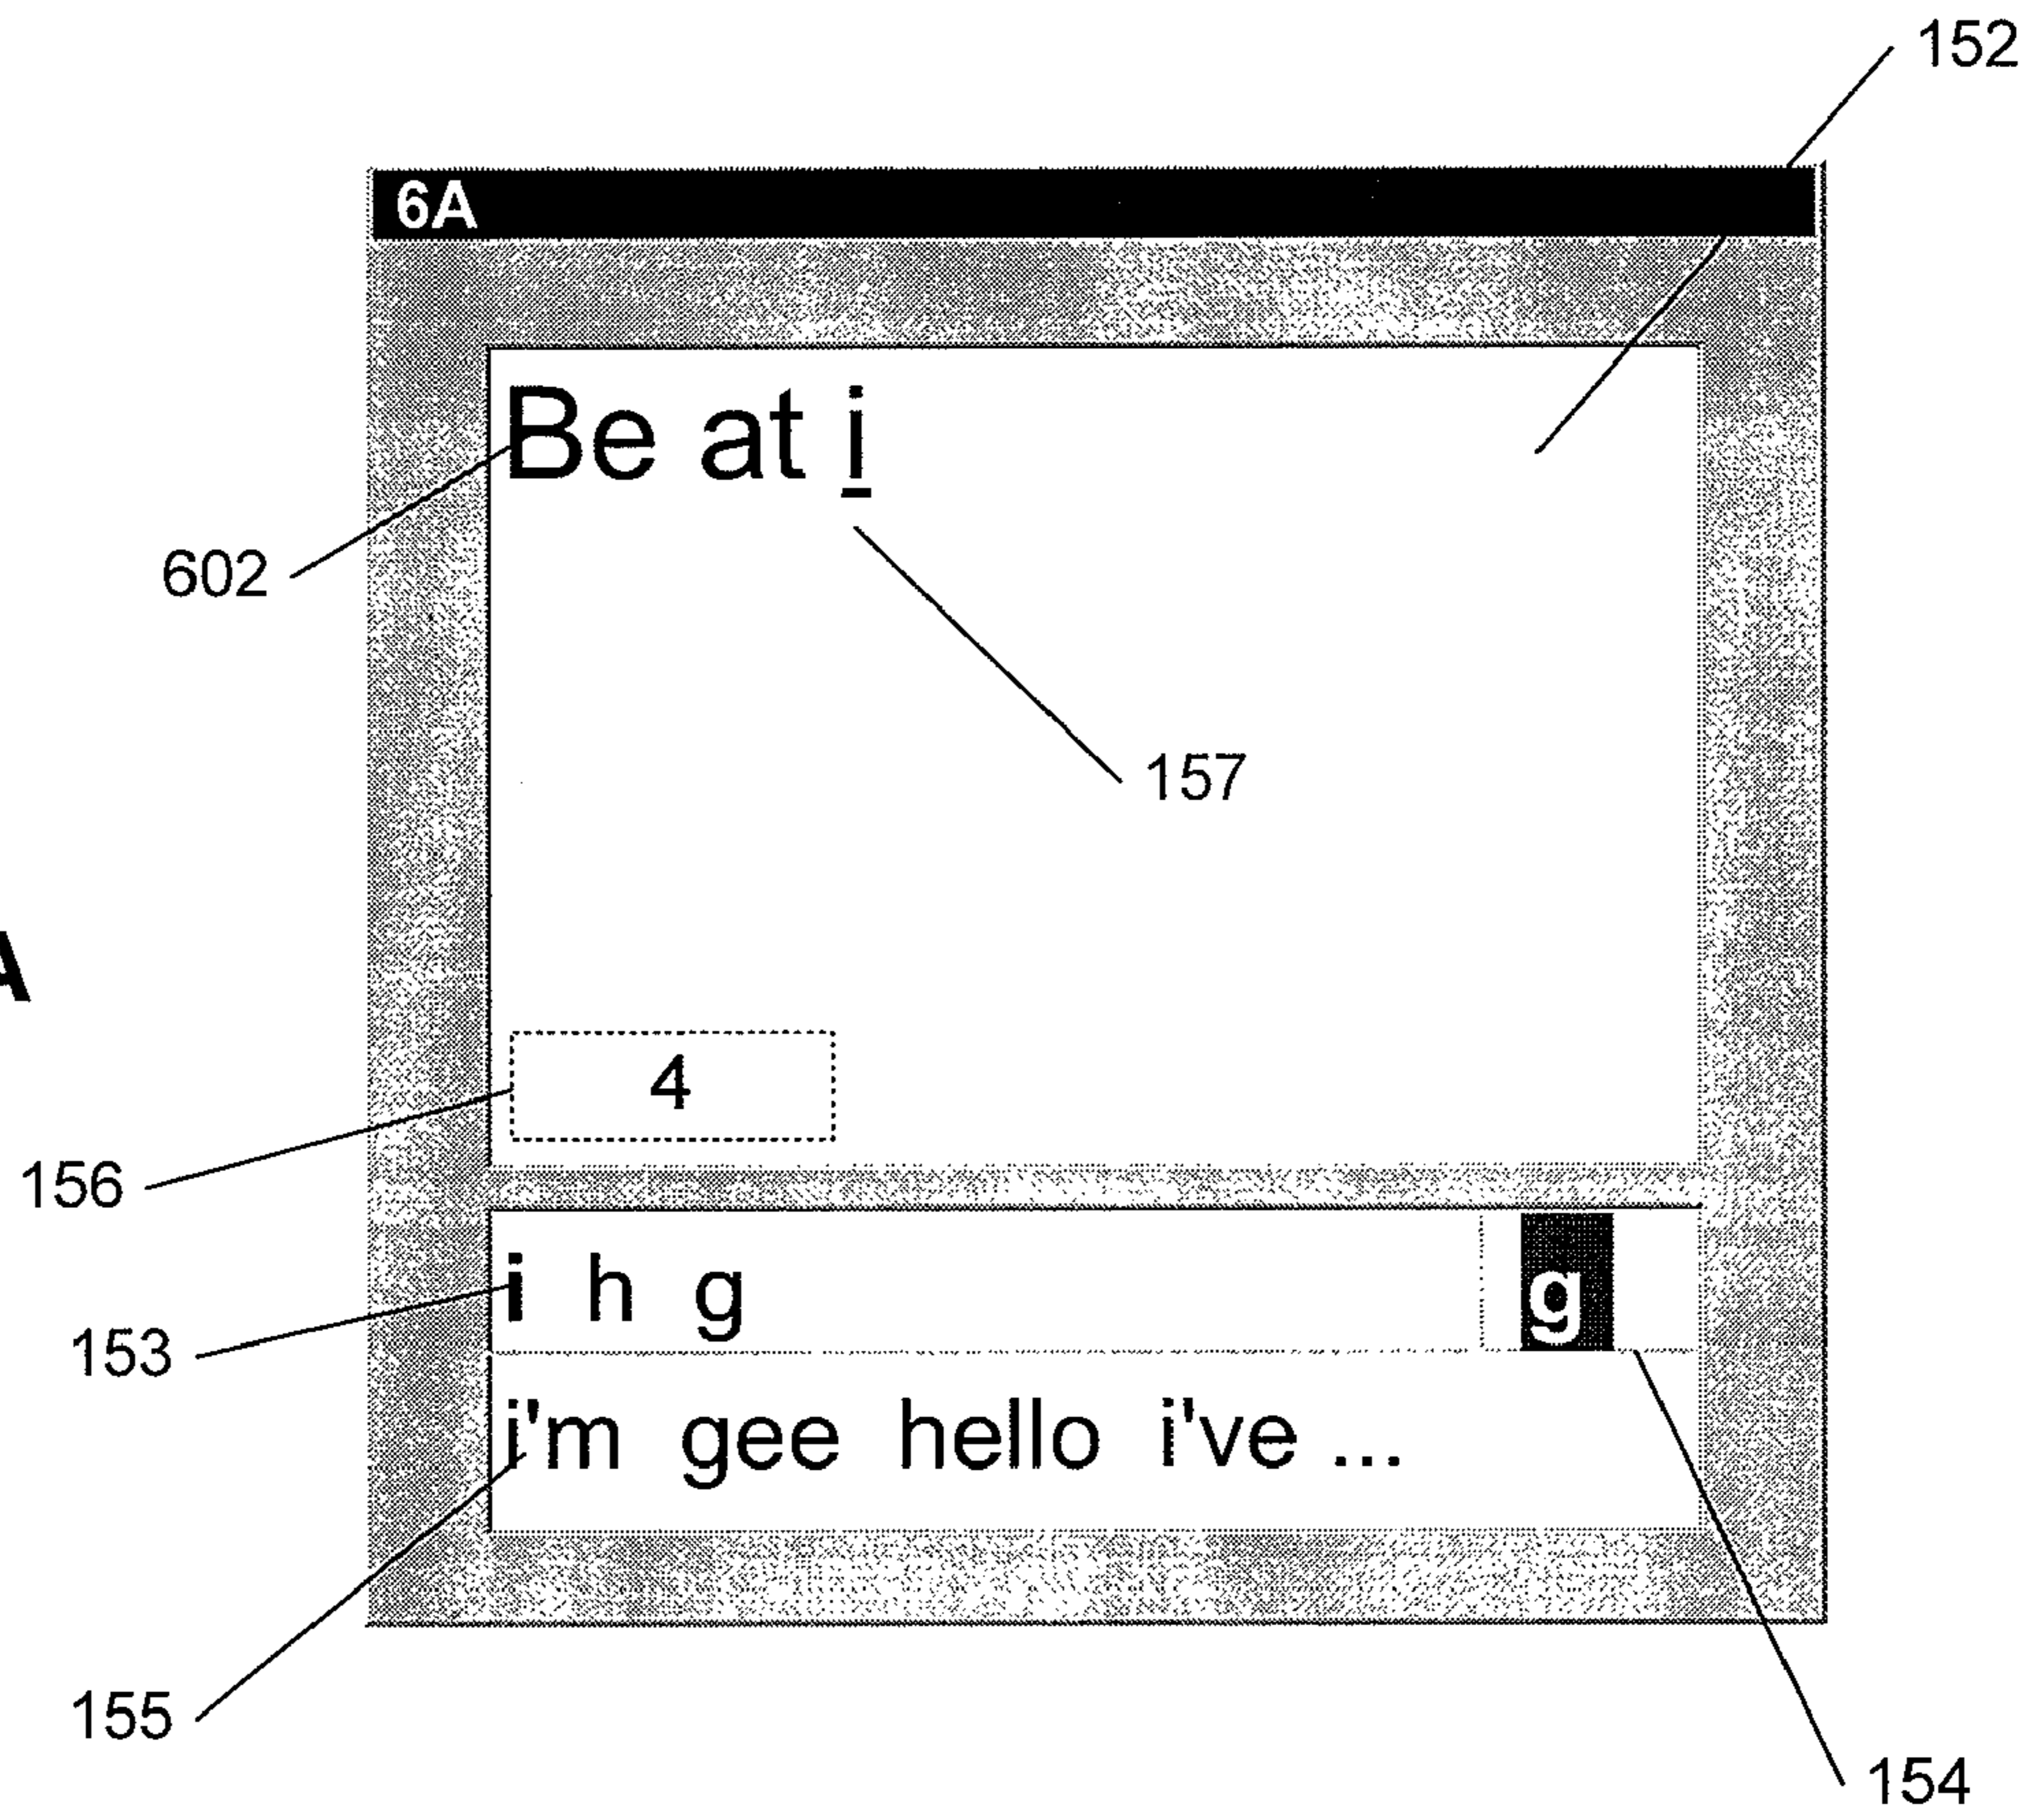 152
6A
Be at i
602
157
A
4
156
i h g g
153
i'm gee hello i've ...
155
154